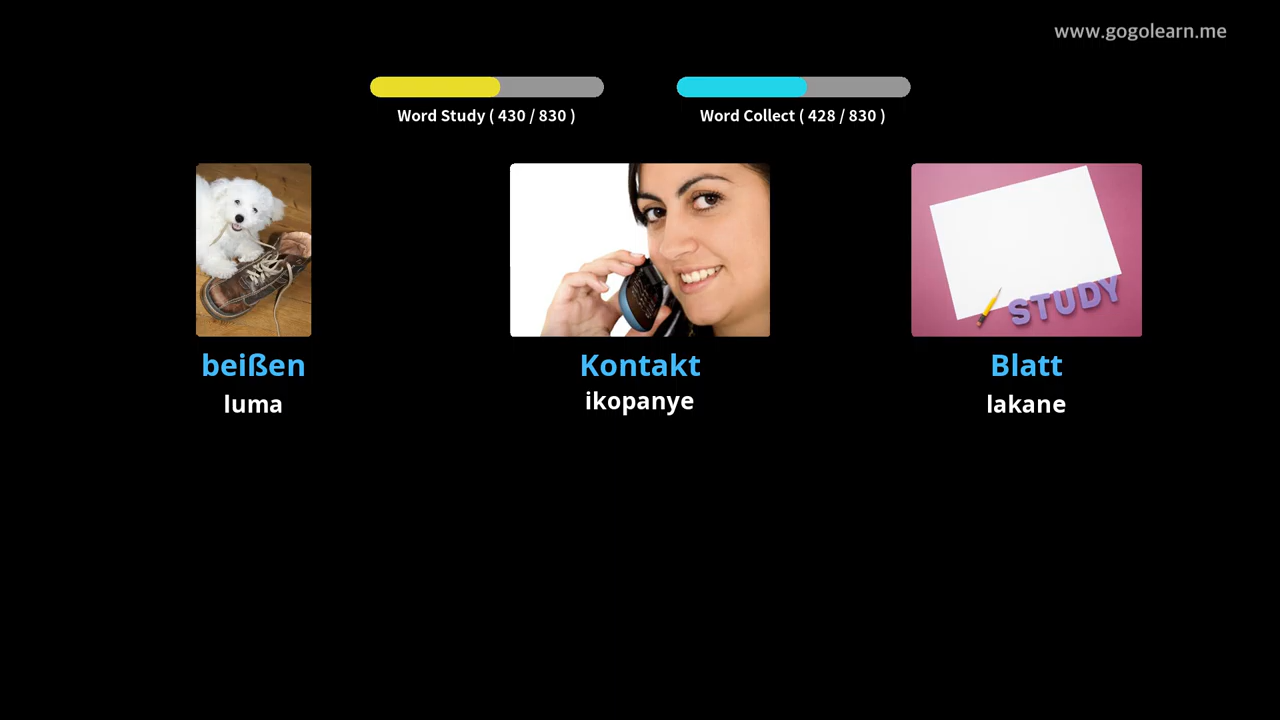 www.gogolearn.me
Word Study ( 430 / 830 )
Word Collect ( 428 / 830 )
STUDY
beißen
Kontakt
Blatt
luma
ikopanye
lakane